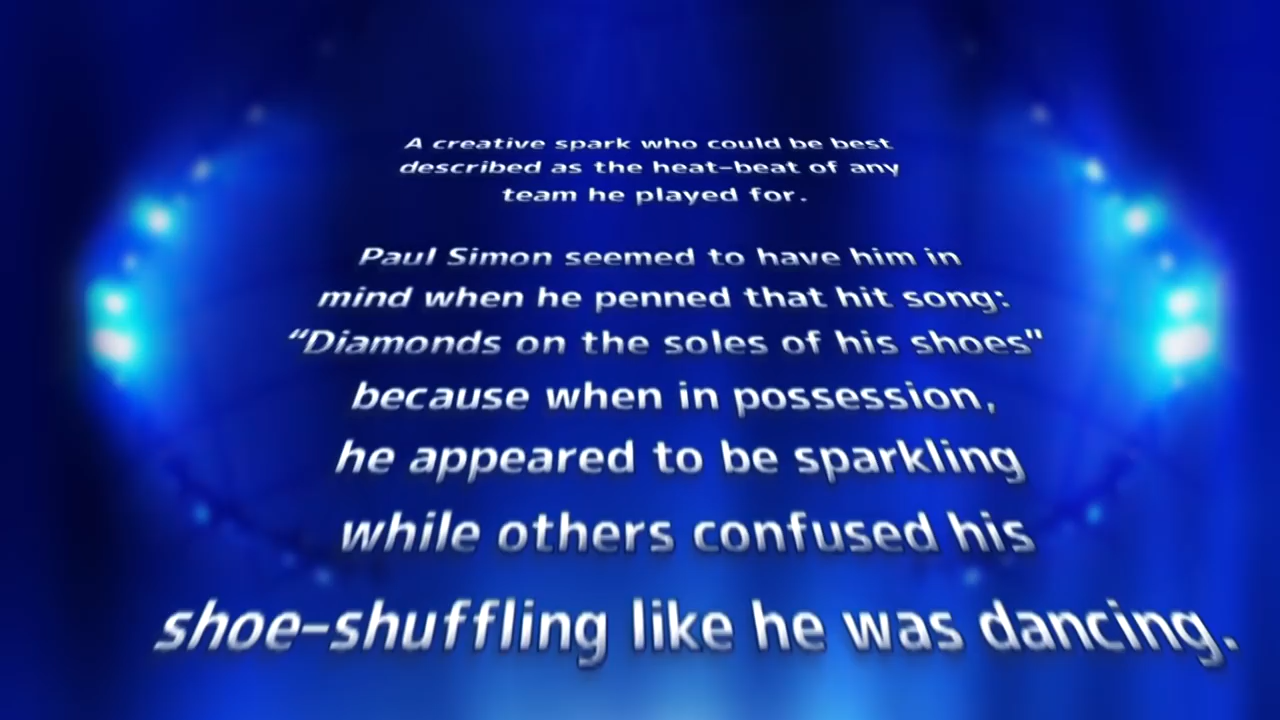 A creative spark who could be best
described as the heat-beat of any
team he played for.
Paul Simon seemed to have him in
mind when he penned that hit song:
“Diamonds on the soles of his shoes"
because when in possession,
he appeared to be sparkling
while others confused his
shoe-shuffling like he was dancing.